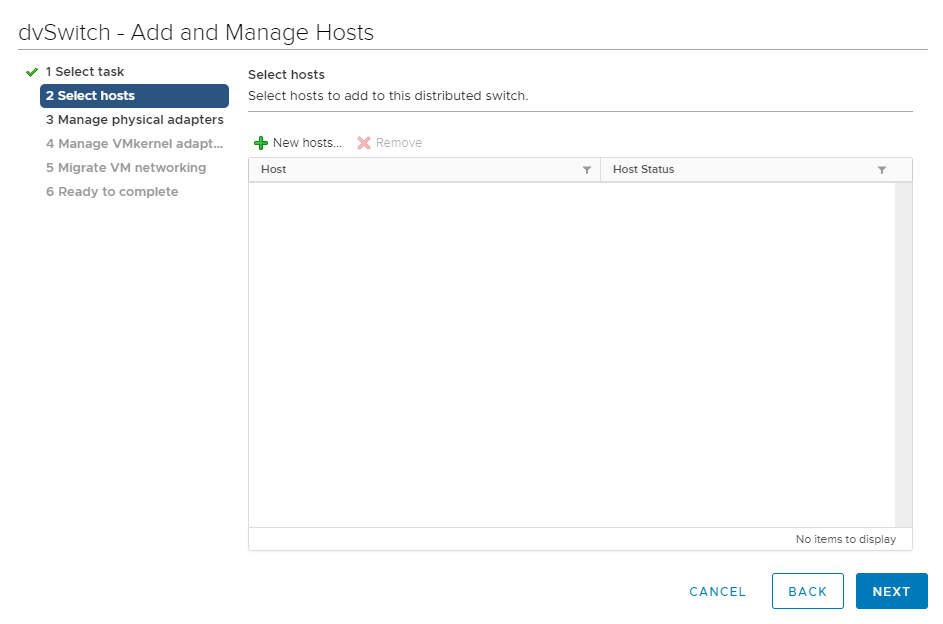 dvSwitch - Add and Manage Hosts
1 Select task
2 Select hosts
3 Manage physical adapters
4 Manage VMkernel adapt...
5 Migrate VM networking
6 Ready to complete
Select hosts
Select hosts to add to this distributed switch.
New hosts... Remove
Host Host Status
No items to display
CANCEL BACK NEXT